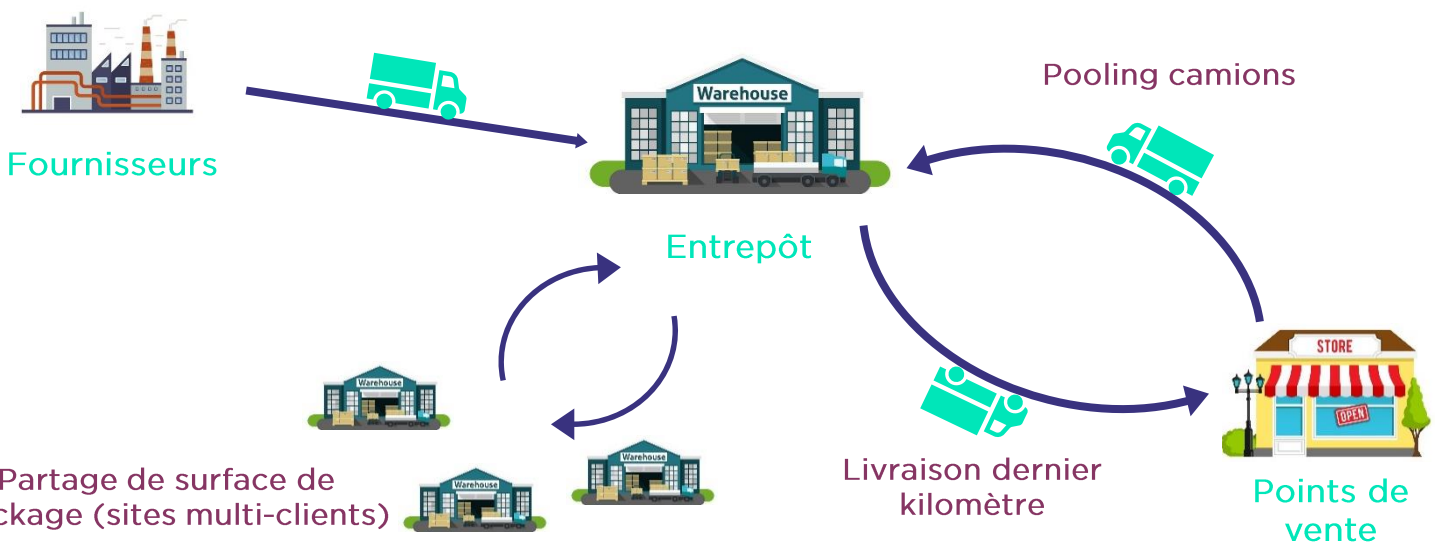 Warehouse
Pooling camions
Fournisseurs
Entrepôt
STORE
OPEN
Warehouse
Warehouse
Warehouse
Partage de surface de
ckage (sites multi-clients)
Livraison dernier
kilomètre
Points de
vente